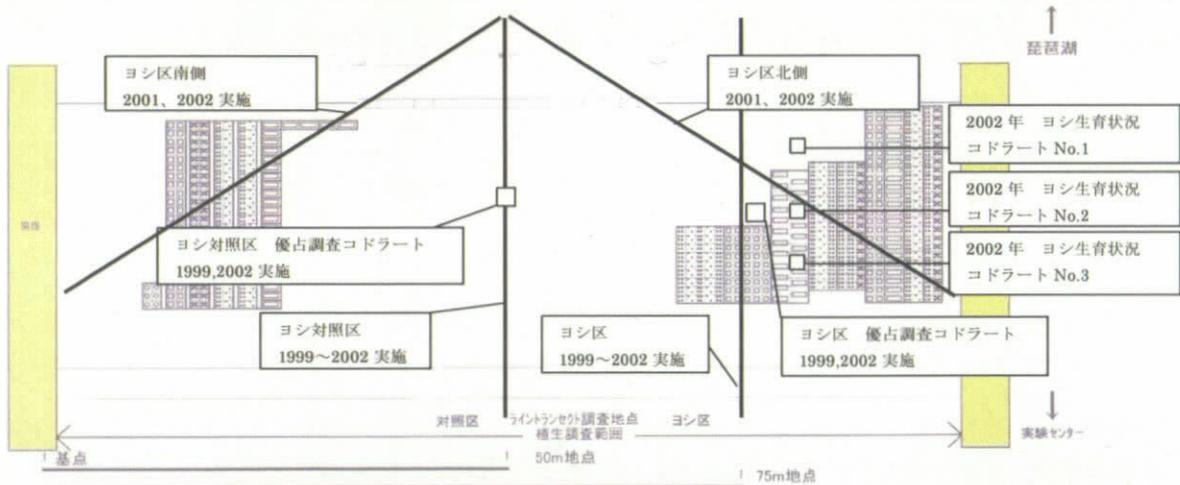 琵琶湖
ヨシ区南側
2001、2002 実施
ヨシ区北側
2001、2002 実施
2002 年　ヨシ生育状況
コドラート No.1
2002 年　ヨシ生育状況
コドラート No.2
2002 年　ヨシ生育状況
コドラート No.3
ヨシ対照区　優占調査コドラート
1999,2002 実施
ヨシ対照区
1999～2002 実施
ヨシ区
1999～2002 実施
ヨシ区　優占調査コドラート
1999,2002 実施
対照区
ライントランセクト調査地点
ヨシ区
植生調査範囲
実験センター
基点
50m地点
75m地点